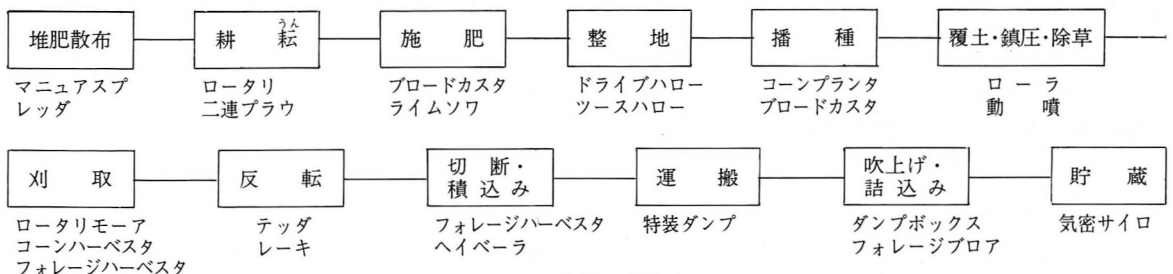 堆肥散布 耕耘 施肥 整地 播種 覆土・鎮圧・除草
うん
マニュアスプレッダ ロータリ ブロードカスタ ドライブハロー コーンプランタ ローラ
二連プラウ ライムソワ ツースハロー ブロードカスタ 動噴
刈取 反転 切断・積込み 運搬 吹上げ・詰込み 貯蔵
ロータリモーア テッダ フォレージハーベスタ 特装ダンプ ダンプボックス 気密サイロ
コーンハーベスタ レーキ ヘイベーラ フォレージブロア
フォレージハーベスタ